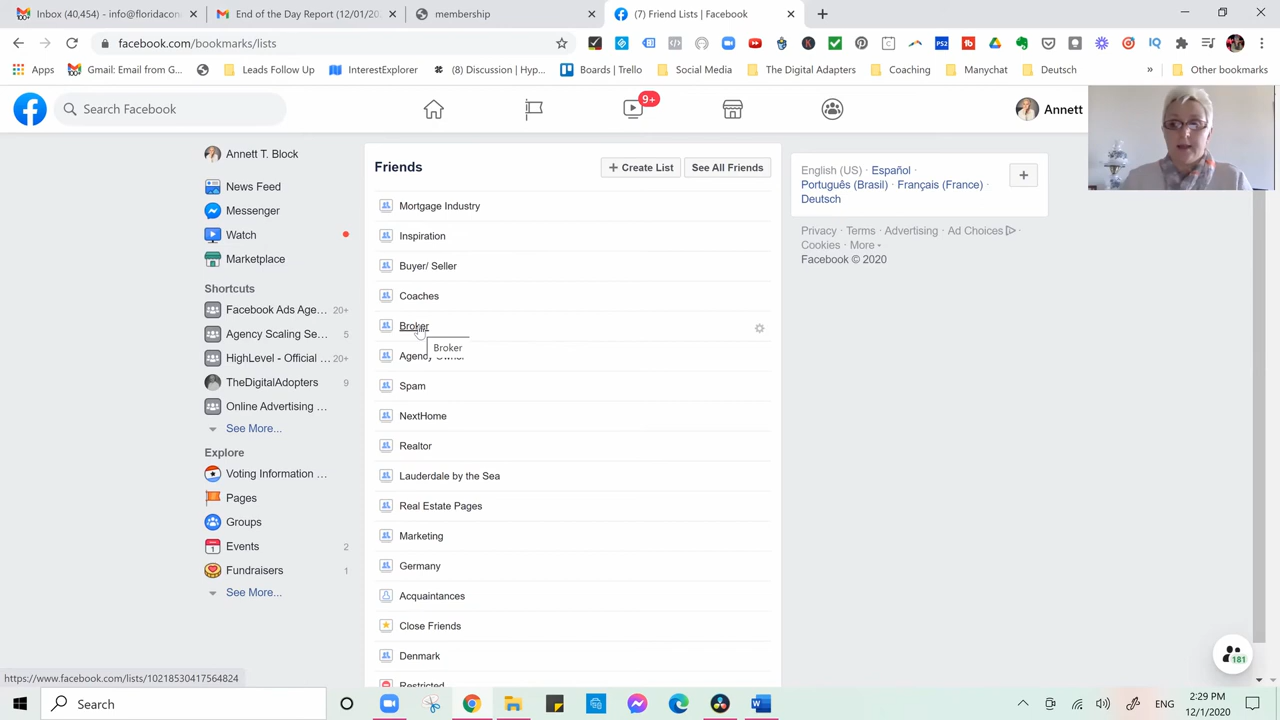 Inbox (40,454) - info@floridacon
End of the Day Report (12/01/20
membership
(7) Friend Lists | Facebook
facebook.com/bookmarks/lists
Apps
Gmail: Email from G...
Leahs Follow Up
InterestExplorer
(8) Discussion | Hyp...
Boards | Trello
Social Media
The Digital Adapters
Coaching
Manychat
Deutsch
»
Other bookmarks
Search Facebook
9+
Annett
Annett T. Block
News Feed
Messenger
Watch
Marketplace
Shortcuts
Facebook Ads Age... 20+
Agency Scaling Se... 5
HighLevel - Official ... 20+
TheDigitalAdopters 9
Online Advertising ...
See More...
Explore
Voting Information ...
Pages
Groups
Events 2
Fundraisers 1
See More...
Friends
+ Create List
See All Friends
Mortgage Industry
Inspiration
Buyer/ Seller
Coaches
Broker
Broker
Agency Owner
Spam
NextHome
Realtor
Lauderdale by the Sea
Real Estate Pages
Marketing
Germany
Acquaintances
Close Friends
Denmark
Restricted
English (US) · Español ·
Português (Brasil) · Français (France) ·
Deutsch
Privacy · Terms · Advertising · Ad Choices ·
Cookies · More
Facebook © 2020
181
https://www.facebook.com/lists/10218530417564824
Search
ENG
2:29 PM
12/1/2020